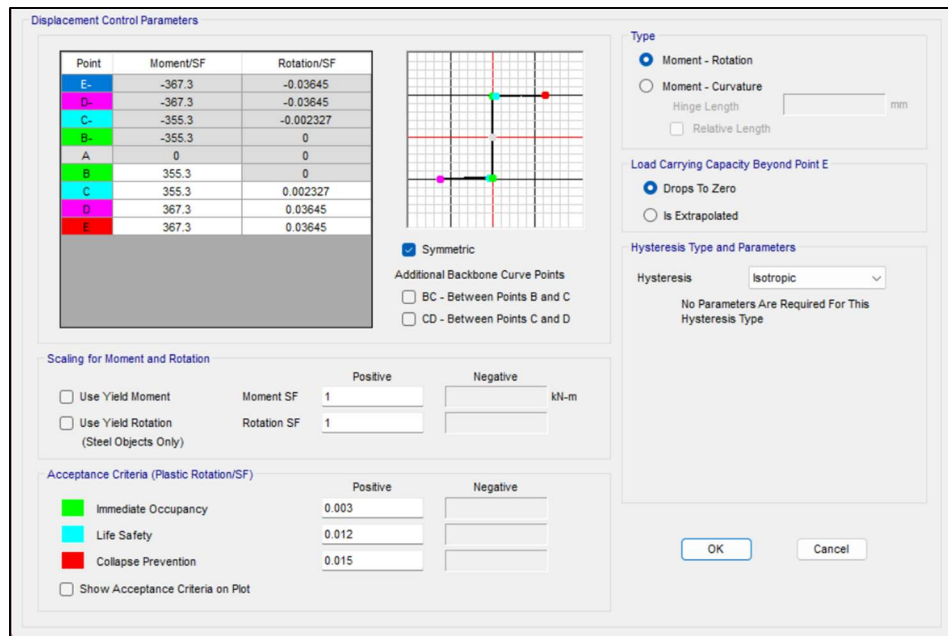 Displacement Control Parameters
Point Moment/SF Rotation/SF
E- -367.3 -0.03645
D- -367.3 -0.03645
C- -355.3 -0.002327
B- -355.3 0
A 0 0
B 355.3 0
C 355.3 0.002327
D 367.3 0.03645
E 367.3 0.03645
Symmetric
Additional Backbone Curve Points
BC - Between Points B and C
CD - Between Points C and D
Scaling for Moment and Rotation
Positive Negative
Use Yield Moment Moment SF 1 kN-m
Use Yield Rotation Rotation SF 1
(Steel Objects Only)
Acceptance Criteria (Plastic Rotation/SF)
Positive Negative
Immediate Occupancy 0.003
Life Safety 0.012
Collapse Prevention 0.015
Show Acceptance Criteria on Plot
Type
Moment - Rotation
Moment - Curvature
Hinge Length mm
Relative Length
Load Carrying Capacity Beyond Point E
Drops To Zero
Is Extrapolated
Hysteresis Type and Parameters
Hysteresis Isotropic
No Parameters Are Required For This
Hysteresis Type
OK Cancel